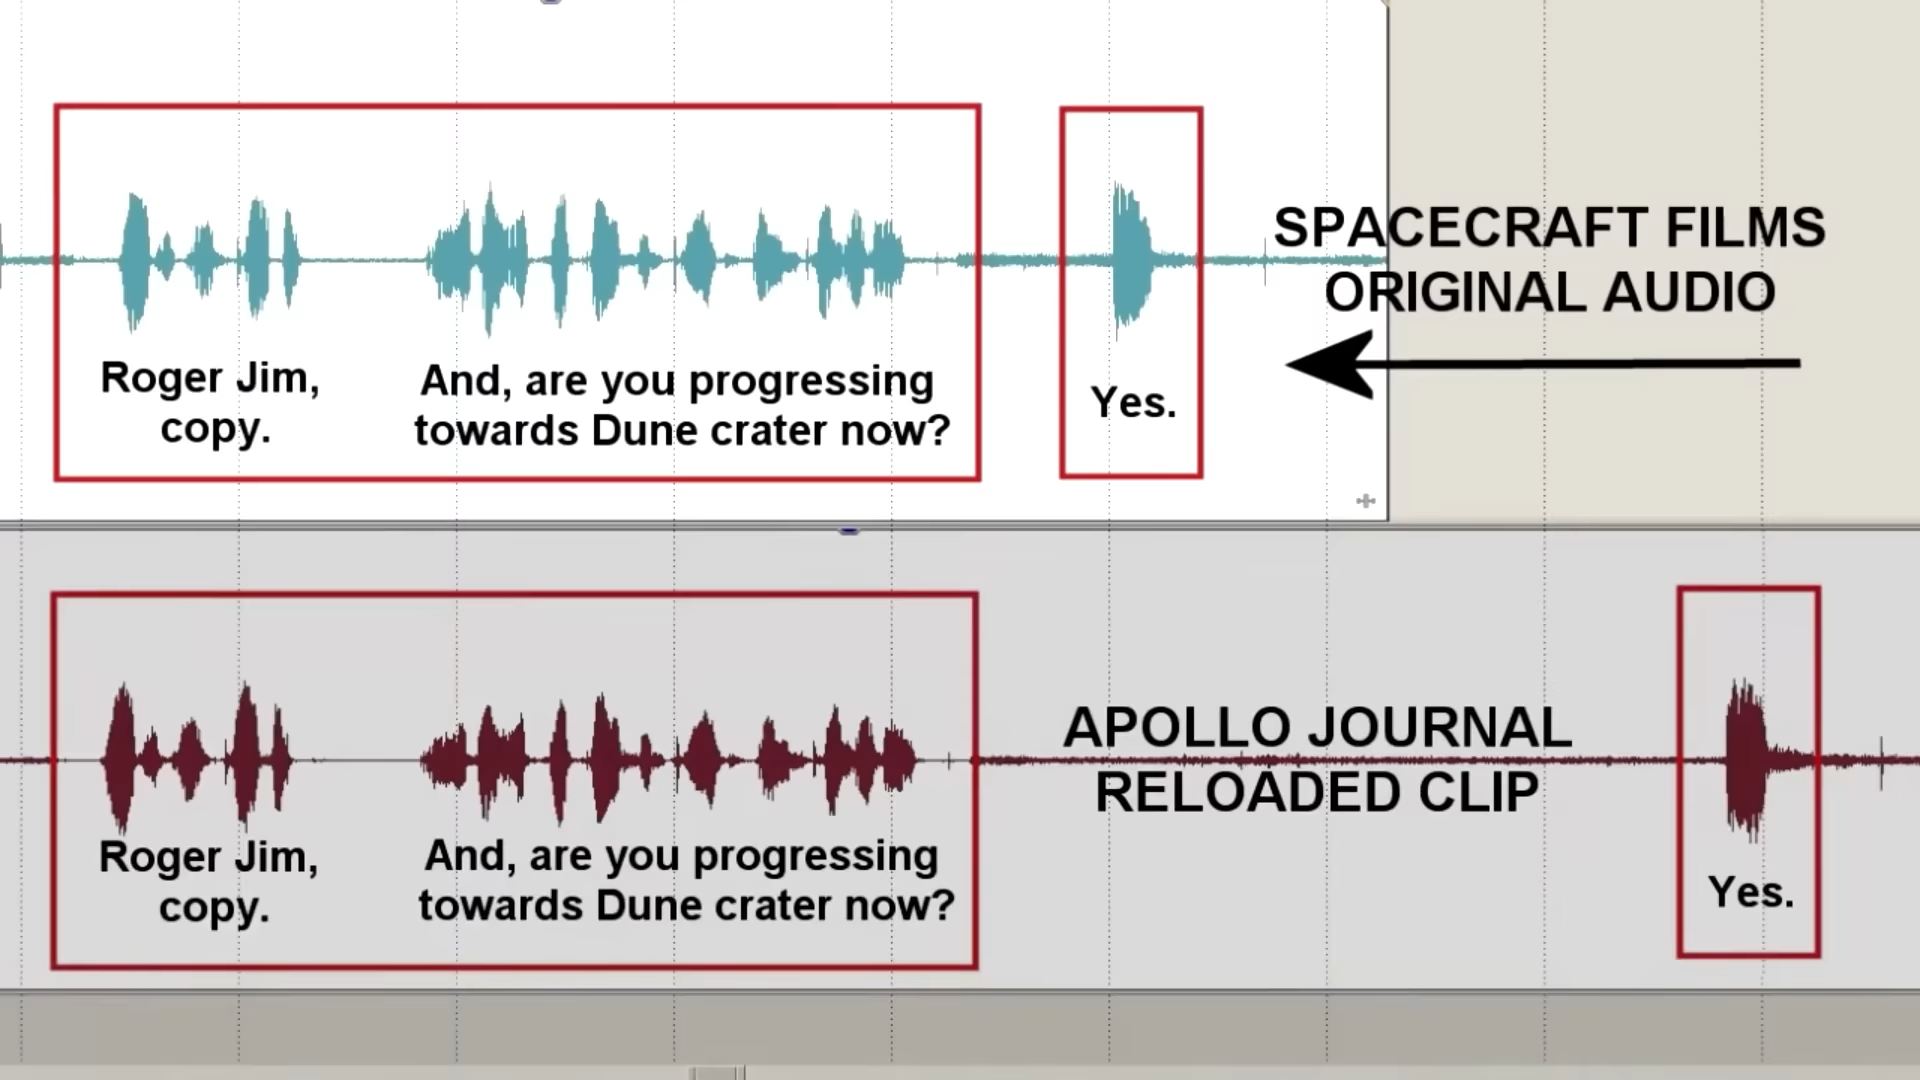 Roger Jim,
copy.
And, are you progressing
towards Dune crater now?
Yes.
SPACECRAFT FILMS
ORIGINAL AUDIO
Roger Jim,
copy.
And, are you progressing
towards Dune crater now?
APOLLO JOURNAL
RELOADED CLIP
Yes.